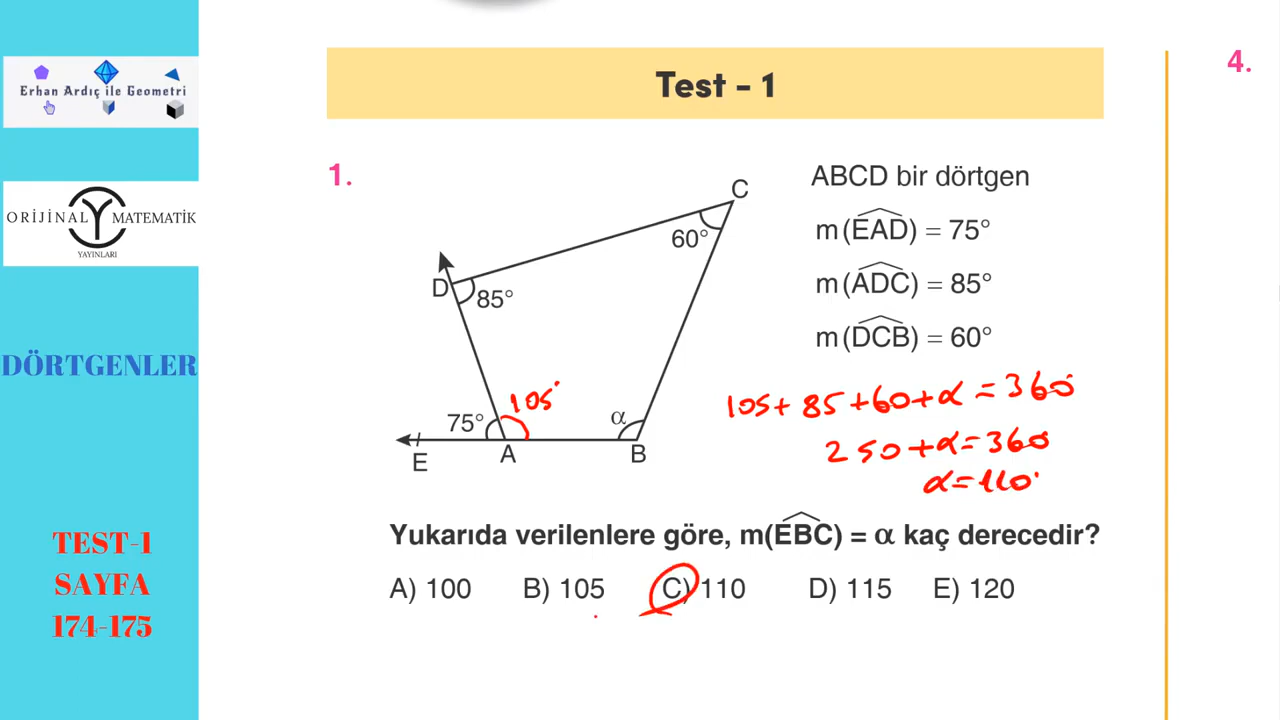 Erhan Ardıç ile Geometri
ORİJİNAL Y MATEMATİK
YAYINLARI
DÖRTGENLER
TEST-1
SAYFA
174-175
Test - 1
4.
1.
ABCD bir dörtgen
m(EAD) = 75°
m(ADC) = 85°
m(DCB) = 60°
C
60°
D
85°
105°
75°
α
E
A
B
105+85+60+α=360
250+α=360
α=110°
Yukarıda verilenlere göre, m(EBC) = α kaç derecedir?
A) 100 B) 105 C) 110 D) 115 E) 120